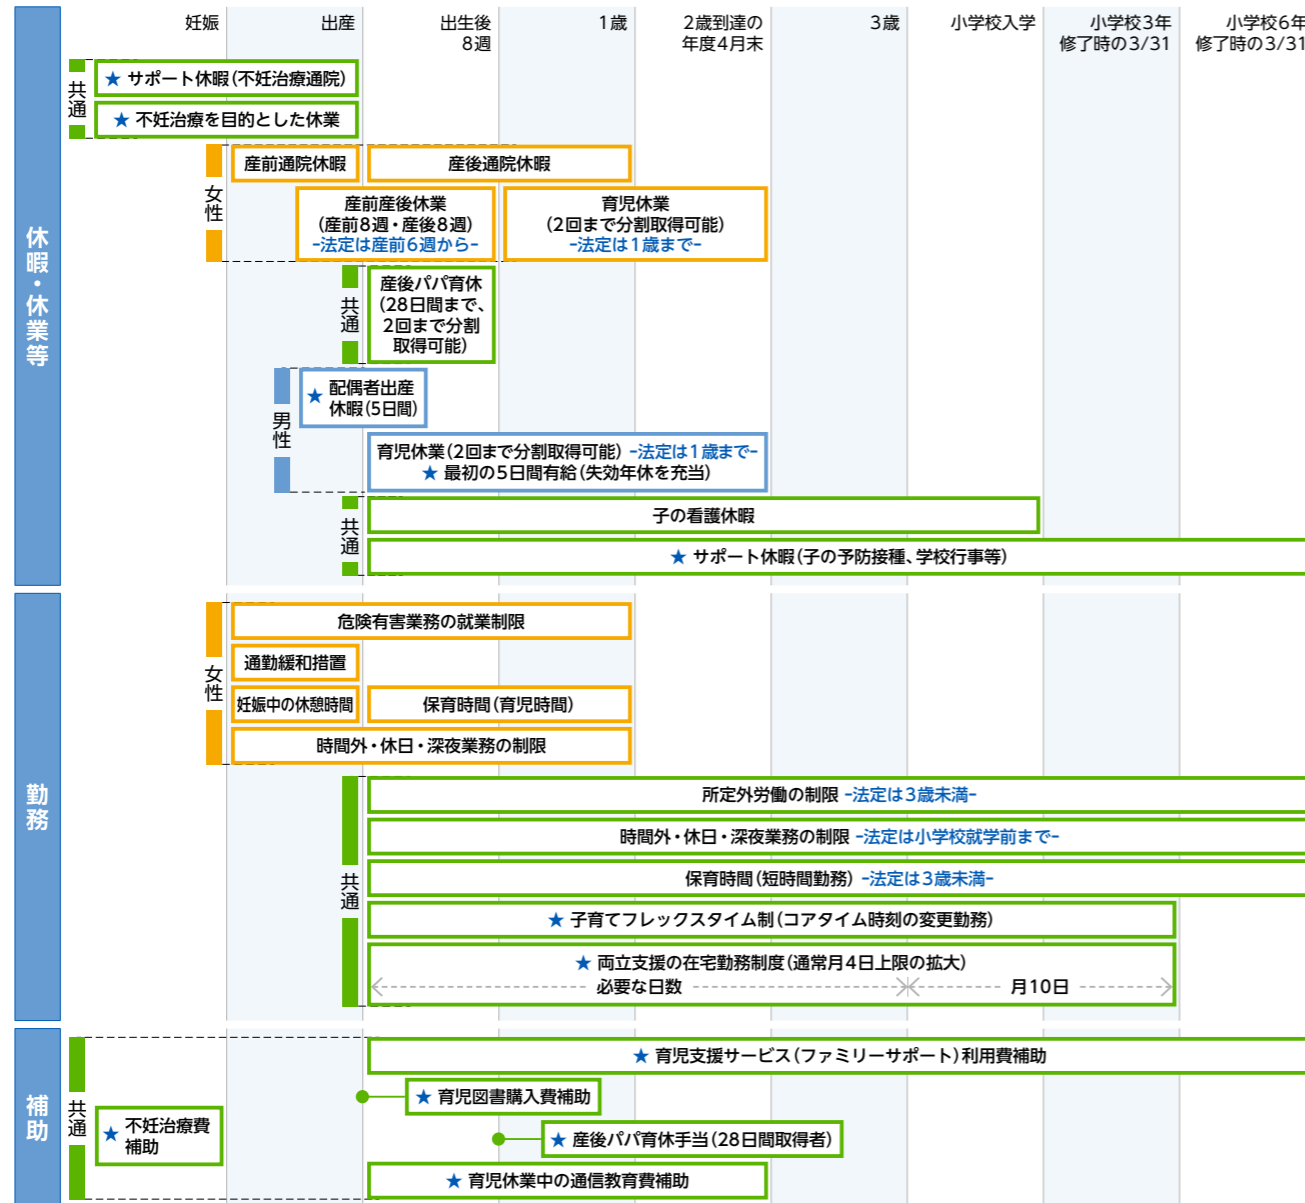 妊娠
出産
出生後
8週
1歳
2歳到達の
年度4月末
3歳
小学校入学
小学校3年
修了時の3/31
小学校6年
修了時の3/31
休暇・休業等
共通
★ サポート休暇(不妊治療通院)
★ 不妊治療を目的とした休業
女性
産前通院休暇
産後通院休暇
産前産後休業
(産前8週・産後8週)
-法定は産前6週から-
育児休業
(2回まで分割取得可能)
-法定は1歳まで-
共通
産後パパ育休
(28日間まで、
2回まで分割
取得可能)
男性
★ 配偶者出産
休暇(5日間)
育児休業(2回まで分割取得可能) -法定は1歳まで-
★ 最初の5日間有給(失効年休を充当)
共通
子の看護休暇
★ サポート休暇(子の予防接種、学校行事等)
勤務
女性
危険有害業務の就業制限
通勤緩和措置
妊娠中の休憩時間
保育時間(育児時間)
時間外・休日・深夜業務の制限
共通
所定外労働の制限 -法定は3歳未満-
時間外・休日・深夜業務の制限 -法定は小学校就学前まで-
保育時間(短時間勤務) -法定は3歳未満-
★ 子育てフレックスタイム制(コアタイム時刻の変更勤務)
★ 両立支援の在宅勤務制度(通常月4日上限の拡大)
必要な日数
月10日
補助
共通
★ 育児支援サービス(ファミリーサポート)利用費補助
★ 育児図書購入費補助
★ 不妊治療費
補助
★ 産後パパ育休手当(28日間取得者)
★ 育児休業中の通信教育費補助